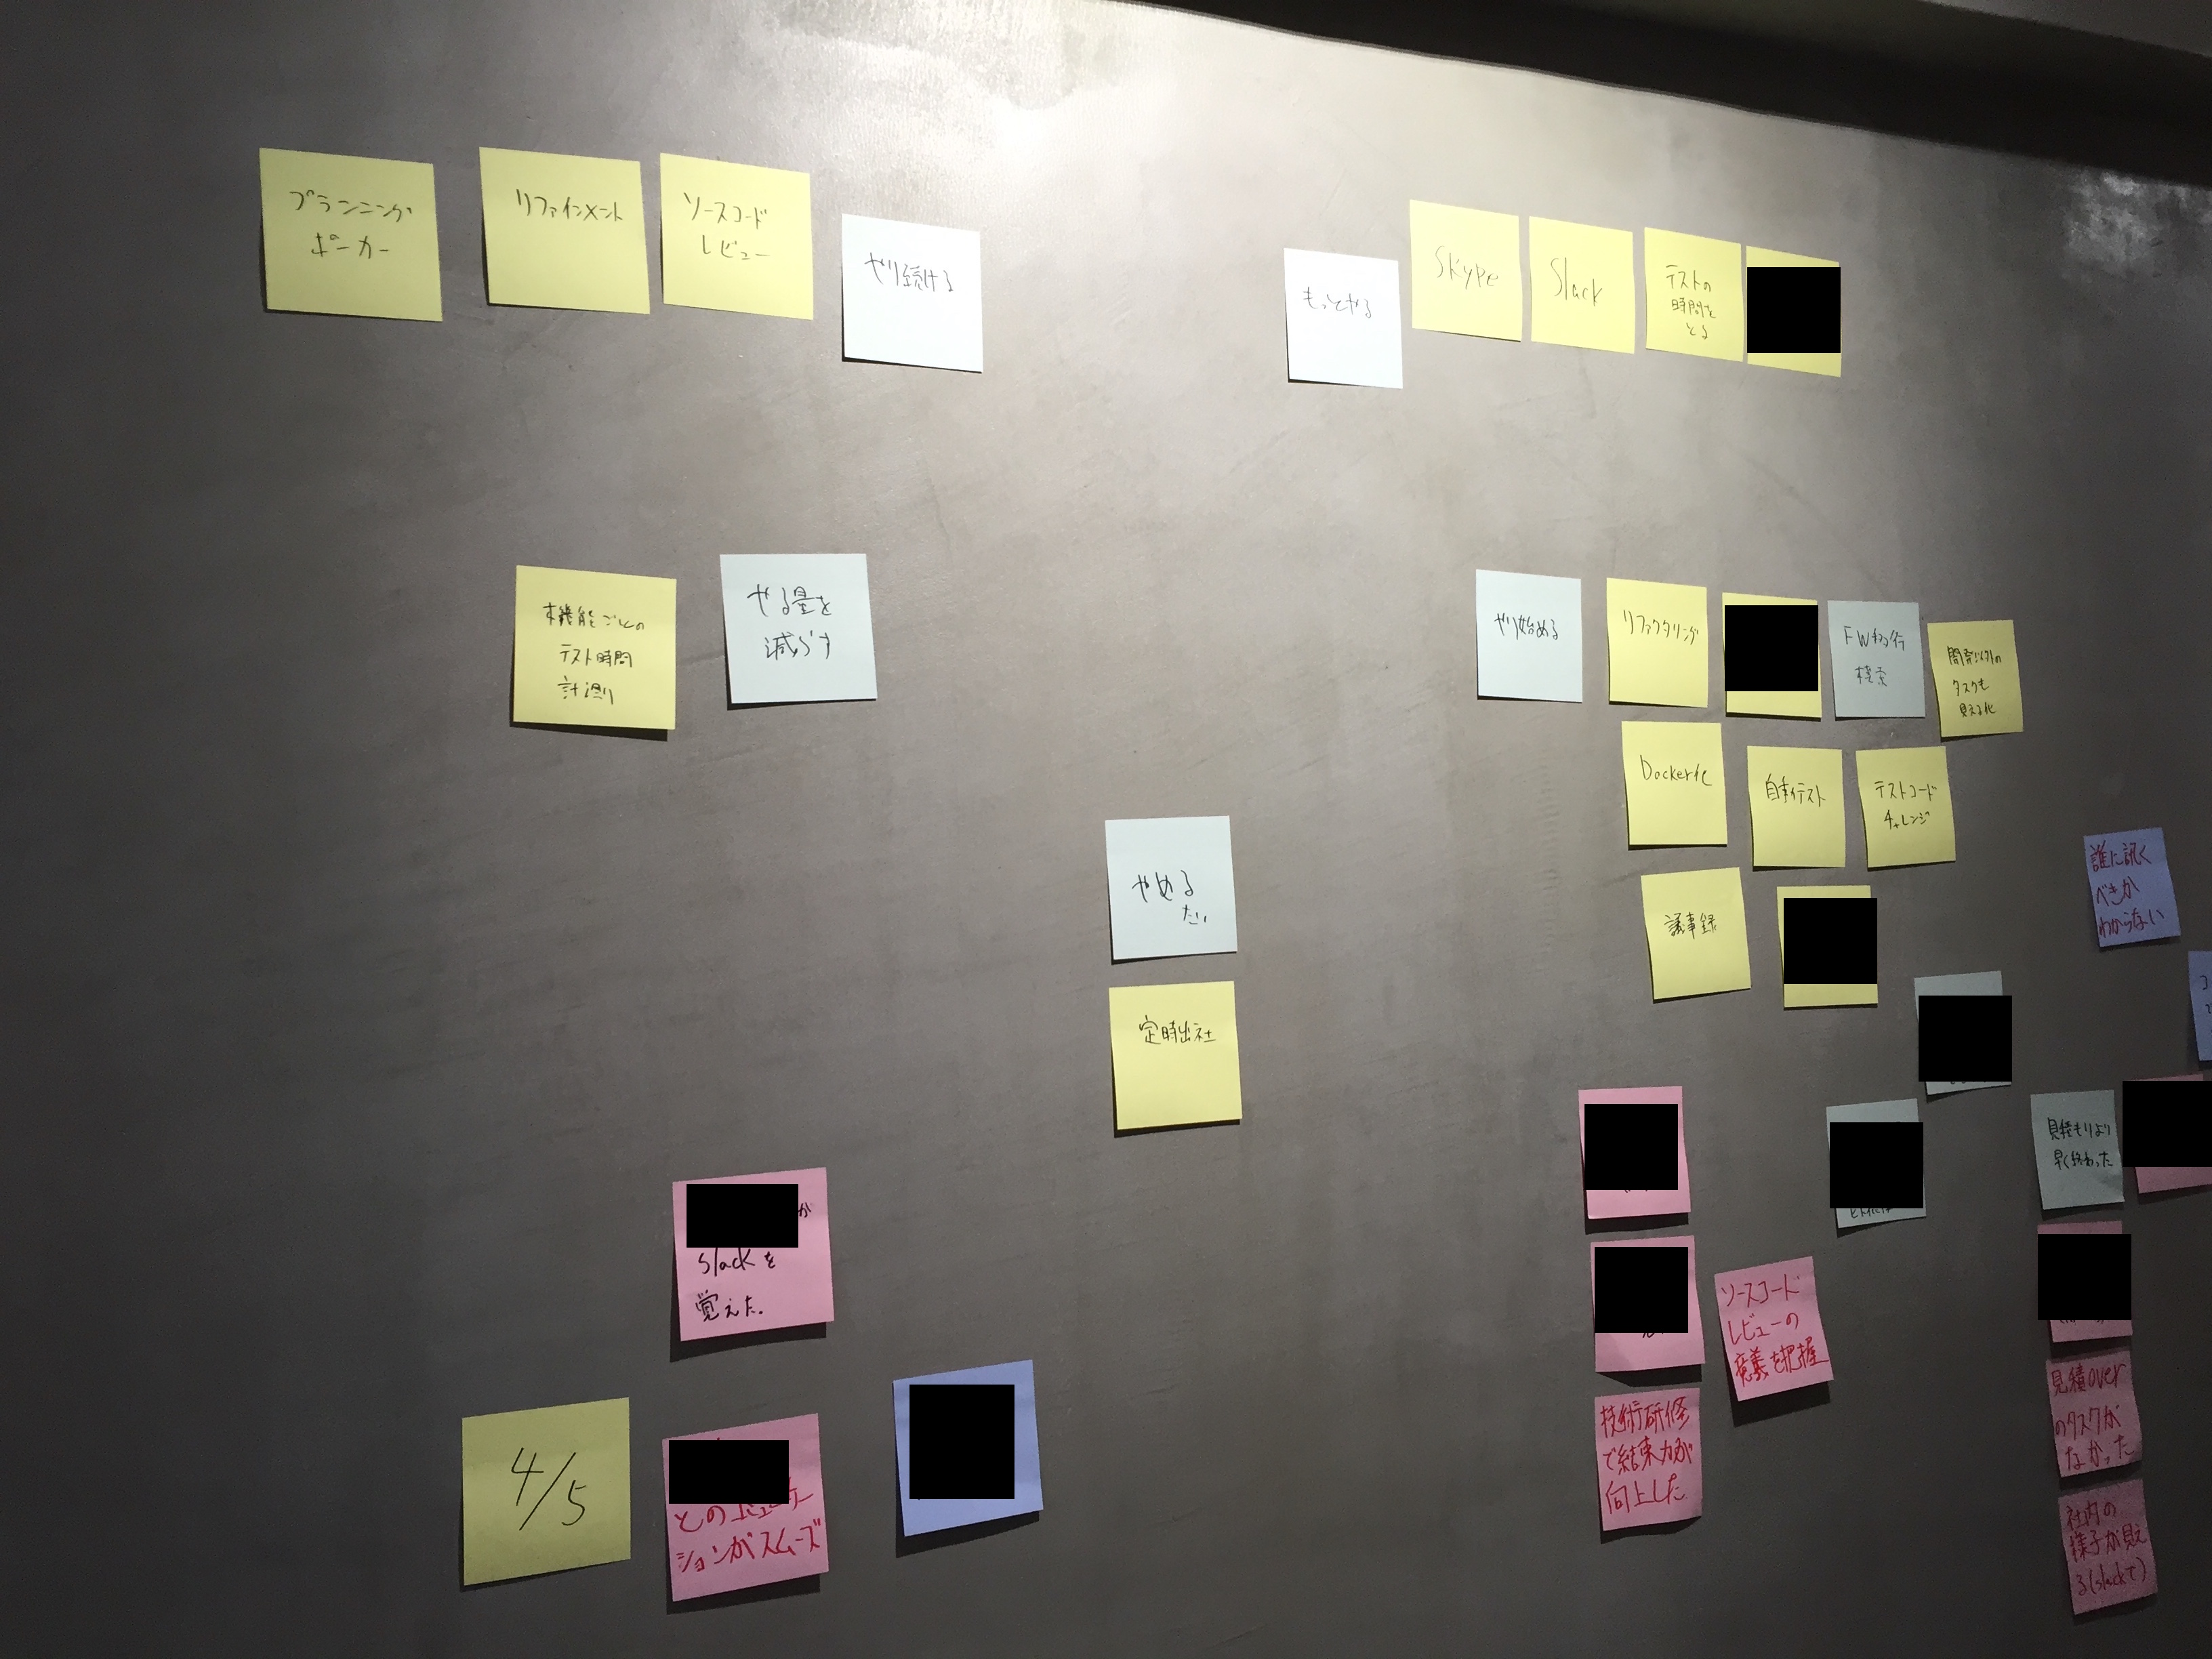 プランニング
ポーカー
リファインメント
ソースコード
レビュー
やり続ける
もっとやる
Skype
Slack
テストの
時間を
とる
機能ごとの
テスト時間
計測
やる量を
減らす
やり始める
リファクタリング
FW移行
検索
タスクも
見える化
Docker化
自動テスト
テストコード
チャレンジ
議事録
やめる
たい
定時出社
誰に訊く
べきか
わからない
見積もりより
早く終わった
が
slackを
覚えた。
4/5
との
ションがスムーズ
ソースコード
レビューの
意義を把握
技術研修
で結束力が
向上した
見積over
のタスクが
なかった
社内の
様子が見え
る(slackで)